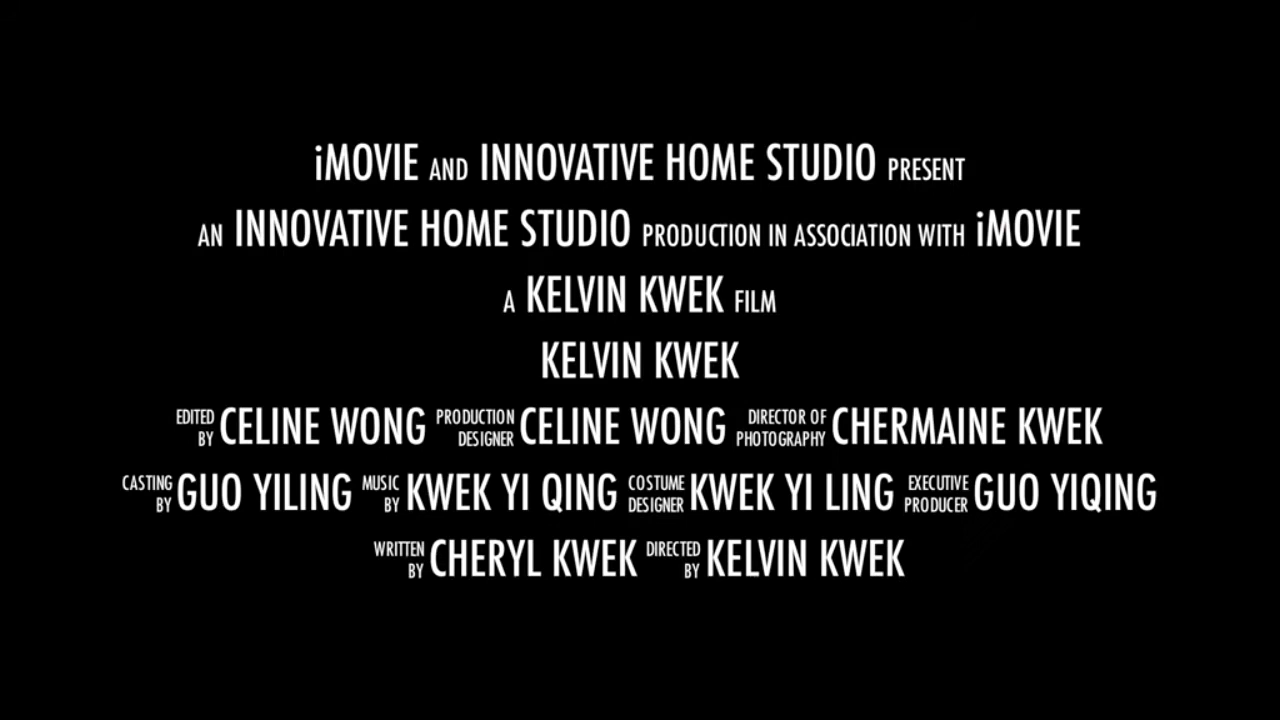 iMOVIE AND INNOVATIVE HOME STUDIO PRESENT
AN INNOVATIVE HOME STUDIO PRODUCTION IN ASSOCIATION WITH iMOVIE
A KELVIN KWEK FILM
KELVIN KWEK
EDITED BY CELINE WONG PRODUCTION DESIGNER CELINE WONG DIRECTOR OF PHOTOGRAPHY CHERMAINE KWEK
CASTING BY GUO YILING MUSIC BY KWEK YI QING COSTUME DESIGNER KWEK YI LING EXECUTIVE PRODUCER GUO YIQING
WRITTEN BY CHERYL KWEK DIRECTED BY KELVIN KWEK